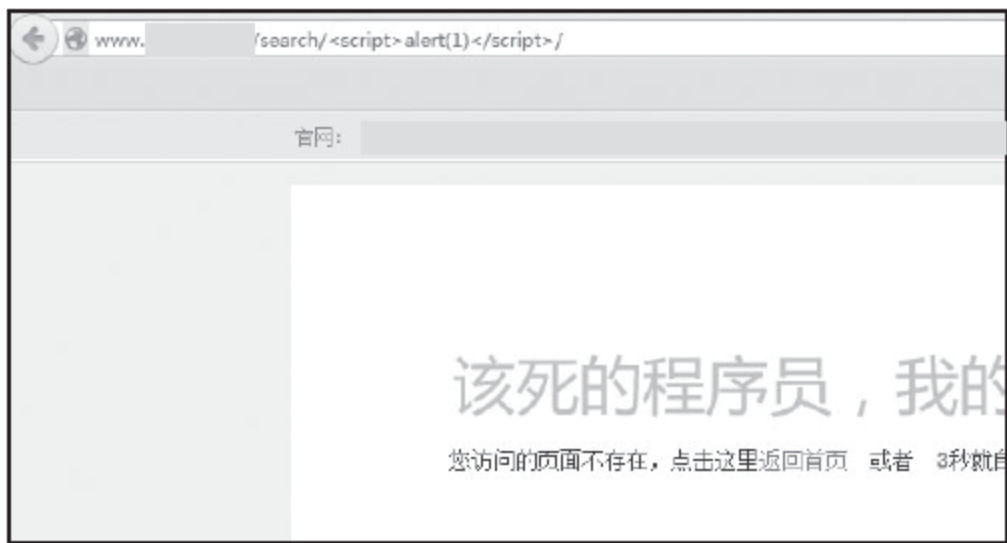 www. /search/<script>alert(1)</script>/
官网:
该死的程序员，我的
您访问的页面不存在，点击这里返回首页 或者 3秒就自